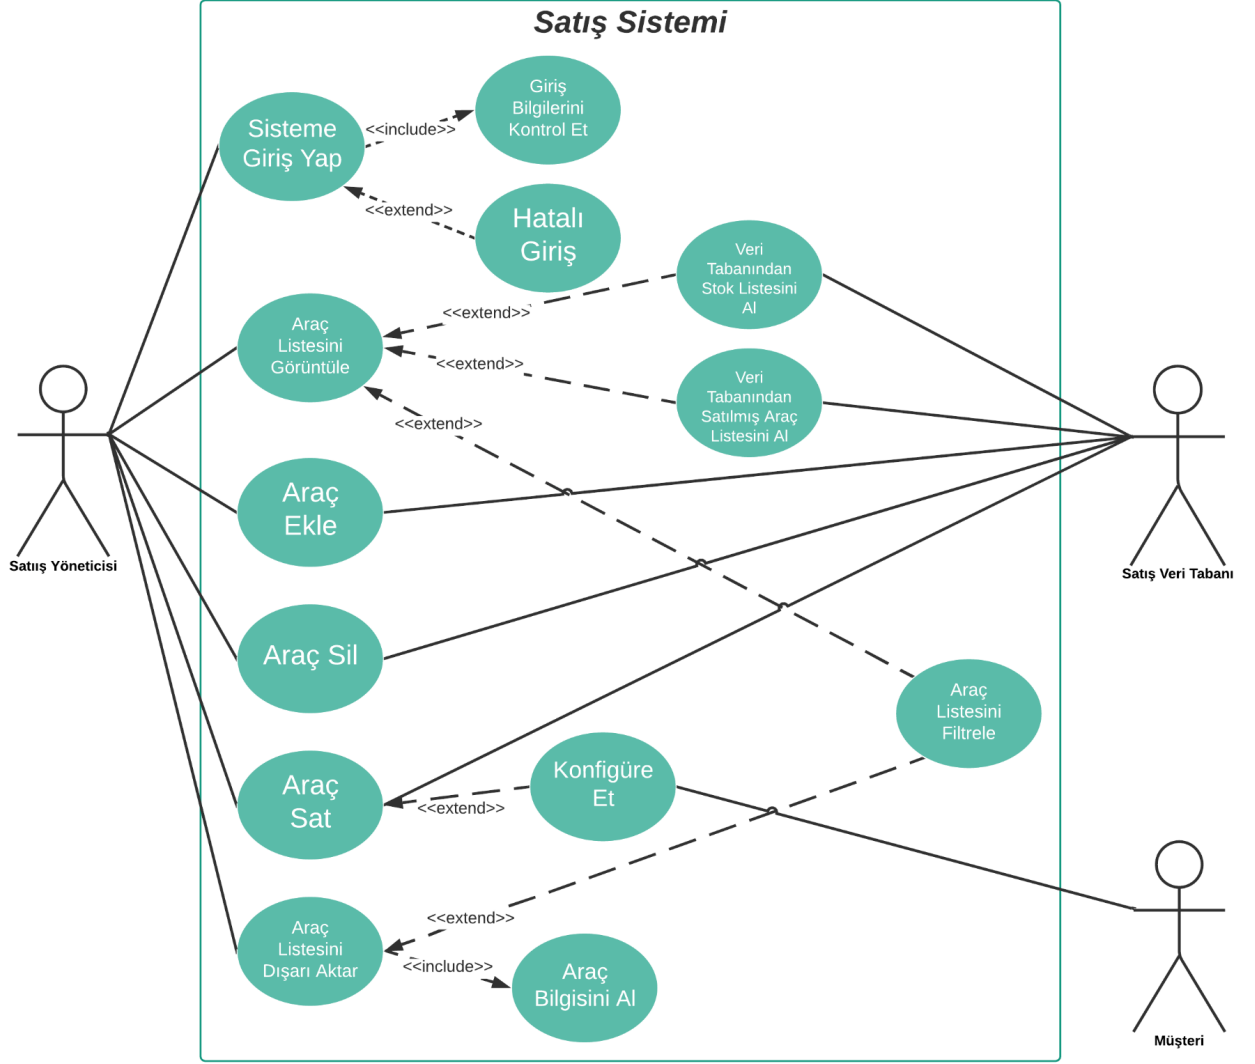 Satış Sistemi
Giriş
Bilgilerini
Kontrol Et
Sisteme
Giriş Yap
<<include>>
<<extend>>
Hatalı
Giriş
Veri
Tabanından
Stok Listesini
Al
<<extend>>
Araç
Listesini
Görüntüle
<<extend>>
Veri
Tabanından
Satılmış Araç
Listesini Al
<<extend>>
Araç
Ekle
Satıış Yöneticisi
Satış Veri Tabanı
Araç Sil
Araç
Listesini
Filtrele
Araç
Sat
Konfigüre
Et
<<extend>>
<<extend>>
Araç
Listesini
Dışarı Aktar
<<include>>
Araç
Bilgisini Al
Müşteri